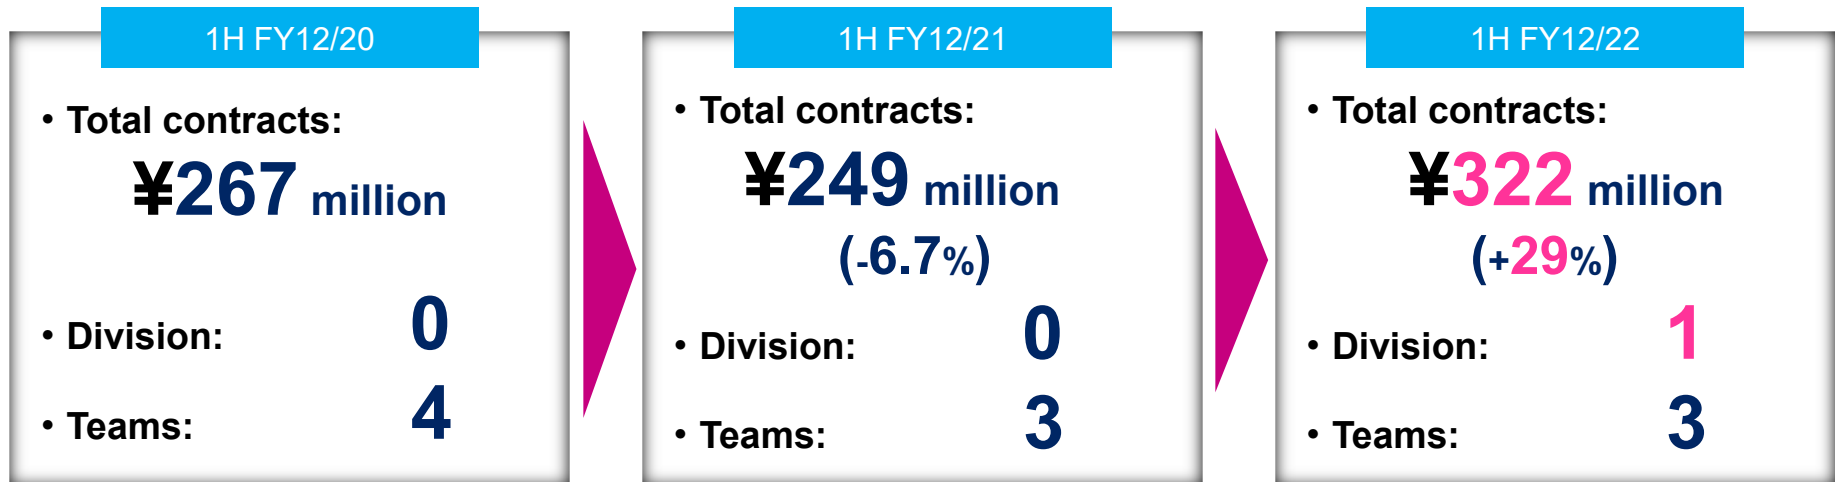 1H FY12/20
• Total contracts:
¥267 million
• Division: 0
• Teams: 4
1H FY12/21
• Total contracts:
¥249 million
(-6.7%)
• Division: 0
• Teams: 3
1H FY12/22
• Total contracts:
¥322 million
(+29%)
• Division: 1
• Teams: 3